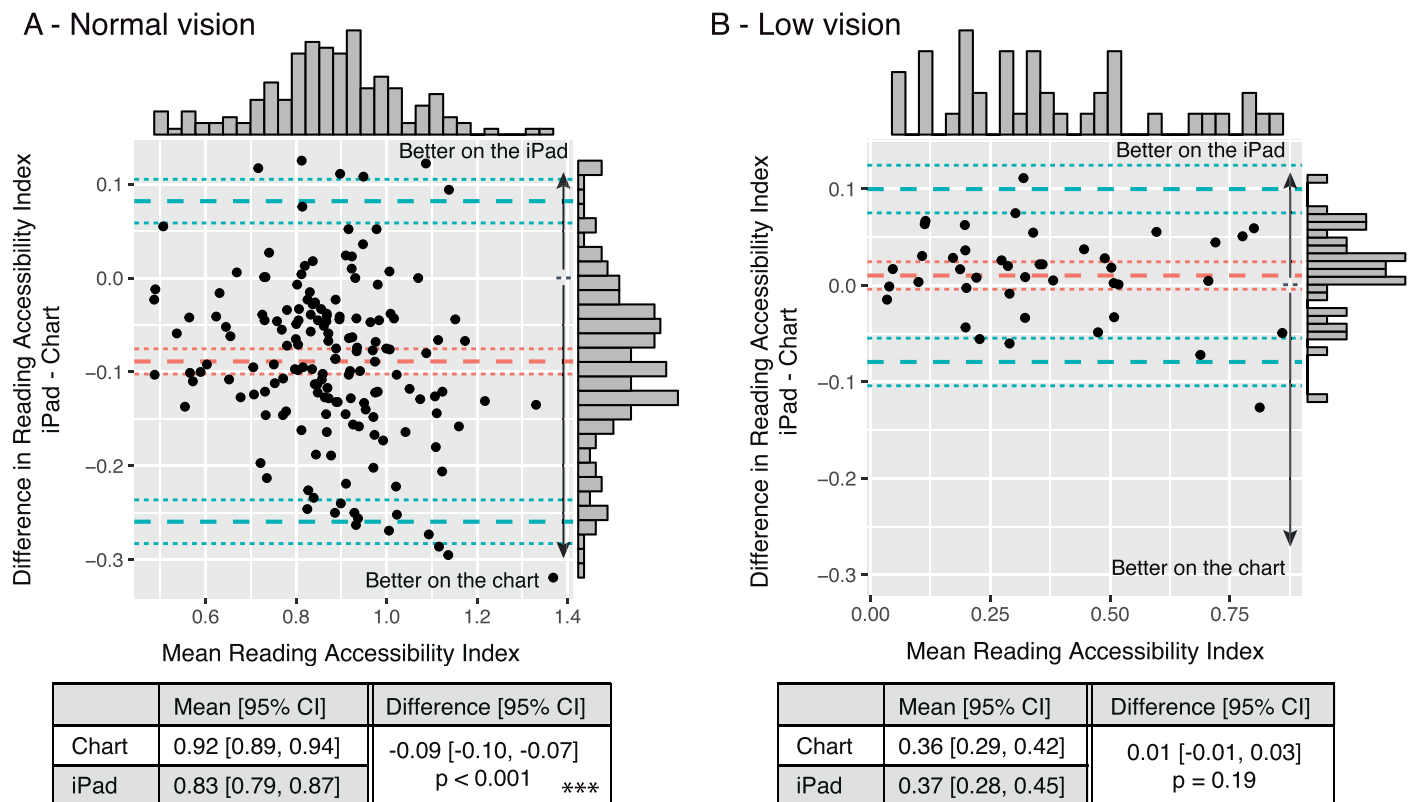 A - Normal vision
Better on the iPad
0.1
0.0
−0.1
−0.2
−0.3
Difference in Reading Accessibility Index
iPad - Chart
Better on the chart
0.6 0.8 1.0 1.2 1.4
Mean Reading Accessibility Index
Mean [95% CI] Difference [95% CI]
Chart 0.92 [0.89, 0.94] -0.09 [-0.10, -0.07]
p < 0.001 ***
iPad 0.83 [0.79, 0.87]
B - Low vision
Better on the iPad
0.1
0.0
−0.1
−0.2
−0.3
Difference in Reading Accessibility Index
iPad - Chart
Better on the chart
0.00 0.25 0.50 0.75
Mean Reading Accessibility Index
Mean [95% CI] Difference [95% CI]
Chart 0.36 [0.29, 0.42] 0.01 [-0.01, 0.03]
p = 0.19
iPad 0.37 [0.28, 0.45]